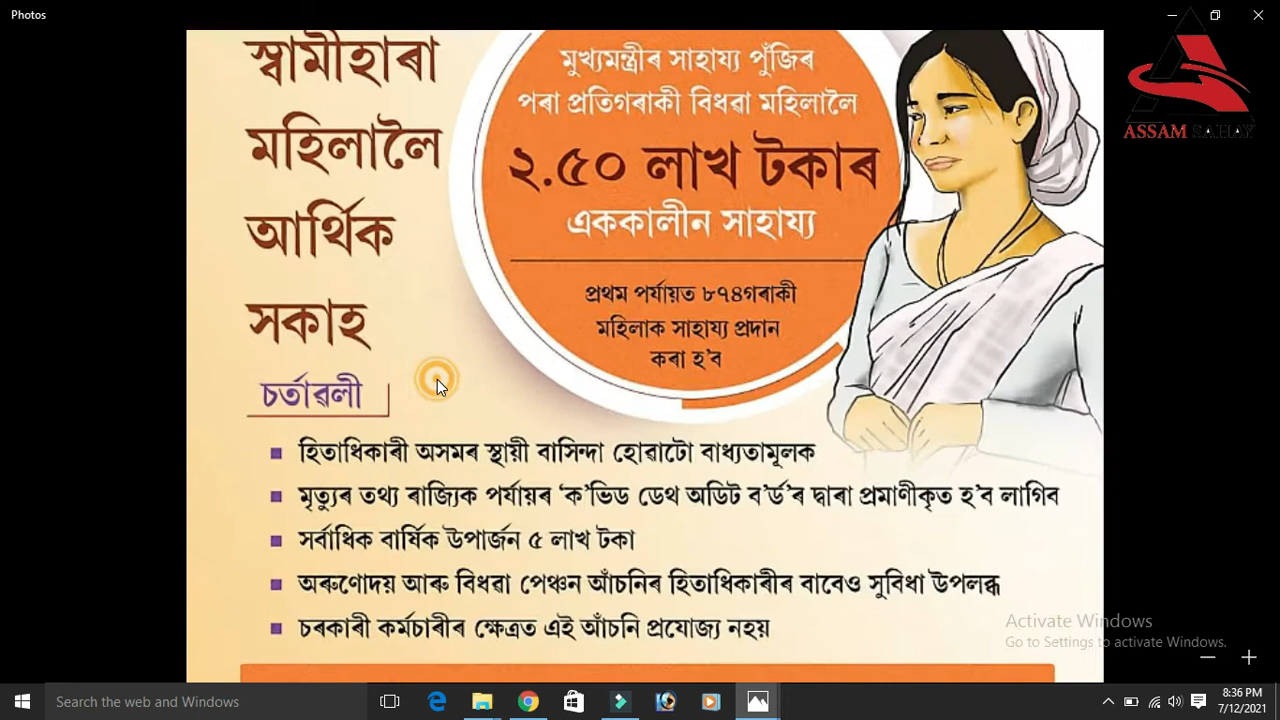 Photos
ASSAM SAHAY
স্বামীহাৰা
মহিলালৈ
আৰ্থিক
সকাহ
মুখ্যমন্ত্ৰীৰ সাহায্য পুঁজিৰ
পৰা প্ৰতিগৰাকী বিধৱা মহিলালৈ
২.৫০ লাখ টকাৰ
এককালীন সাহায্য
প্ৰথম পৰ্যায়ত ৮৭৪গৰাকী
মহিলাক সাহায্য প্ৰদান
কৰা হ'ব
চৰ্তাৱলী
হিতাধিকাৰী অসমৰ স্থায়ী বাসিন্দা হোৱাটো বাধ্যতামূলক
মৃত্যুৰ তথ্য ৰাজ্যিক পৰ্যায়ৰ 'ক'ভিড ডেথ অডিট ব'ৰ্ড'ৰ দ্বাৰা প্ৰমাণীকৃত হ'ব লাগিব
সৰ্বাধিক বাৰ্ষিক উপাৰ্জন ৫ লাখ টকা
অৰুণোদয় আৰু বিধৱা পেঞ্চন আঁচনিৰ হিতাধিকাৰীৰ বাবেও সুবিধা উপলব্ধ
চৰকাৰী কৰ্মচাৰীৰ ক্ষেত্ৰত এই আঁচনি প্ৰযোজ্য নহয়
Activate Windows
Go to Settings to activate Windows.
Search the web and Windows
8:36 PM
7/12/2021